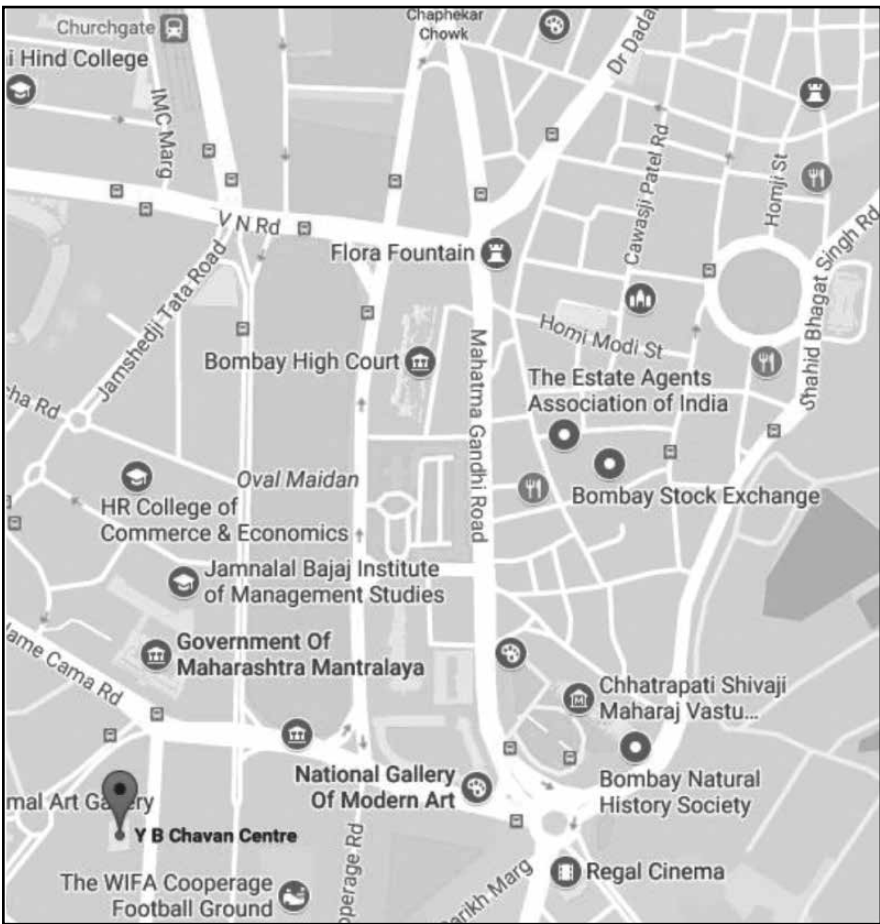 Chaphekar
Chowk
Churchgate
i Hind College
Dr Dadal
IMC Marg
Cawasji Patel Rd
Homji St
V N Rd
Flora Fountain
Shahid Bhagat Singh Rd
Jamshedji Tata Road
Homi Modi St
Bombay High Court
Mahatma Gandhi Road
The Estate Agents
Association of India
cha Rd
Oval Maidan
Bombay Stock Exchange
HR College of
Commerce & Economics
Jamnalal Bajaj Institute
of Management Studies
Government Of
Maharashtra Mantralaya
dame Cama Rd
Chhatrapati Shivaji
Maharaj Vastu...
National Gallery
Of Modern Art
Bombay Natural
History Society
mal Art Gallery
Y B Chavan Centre
operage Rd
Regal Cinema
The WIFA Cooperage
Football Ground
arikh Marg